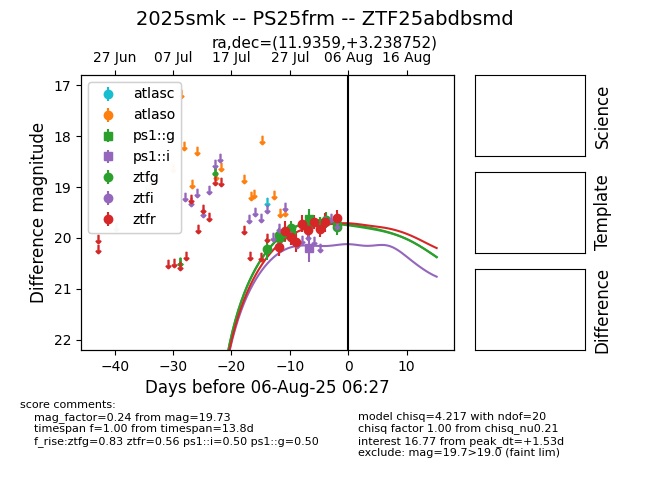 2025smk -- PS25frm -- ZTF25abdbsmd
ra,dec=(11.9359,+3.238752)
27 Jun 07 Jul 17 Jul 27 Jul 06 Aug 16 Aug
17
18
19
20
21
22
Difference magnitude
atlasc
atlaso
ps1::g
ps1::i
ztfg
ztfi
ztfr
−40 −30 −20 −10 0 10
Days before 06-Aug-25 06:27
Science
Template
Difference
score comments:
mag_factor=0.24 from mag=19.73
timespan f=1.00 from timespan=13.8d
f_rise:ztfg=0.83 ztfr=0.56 ps1::i=0.50 ps1::g=0.50
model chisq=4.217 with ndof=20
chisq factor 1.00 from chisq_nu0.21
interest 16.77 from peak_dt=+1.53d
exclude: mag=19.7>19.0 (faint lim)